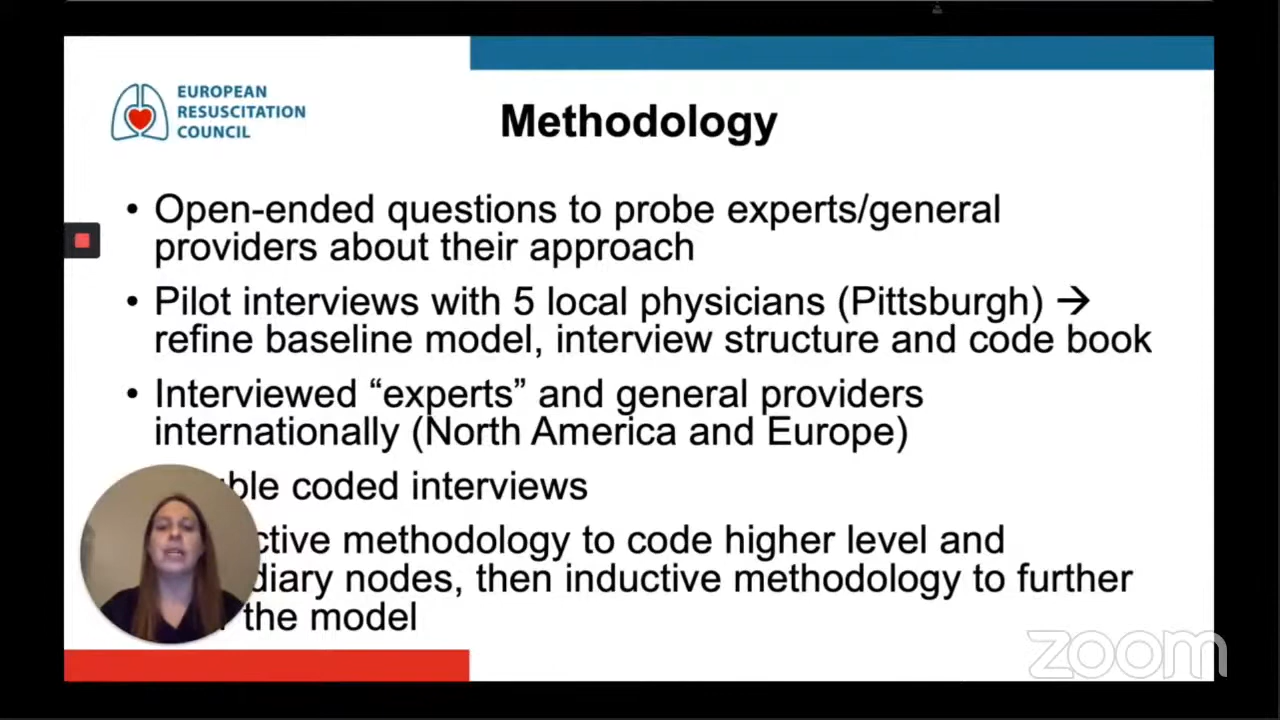 EUROPEAN
RESUSCITATION
COUNCIL
Methodology
• Open-ended questions to probe experts/general
providers about their approach
• Pilot interviews with 5 local physicians (Pittsburgh) →
refine baseline model, interview structure and code book
• Interviewed “experts” and general providers
internationally (North America and Europe)
coded interviews
methodology to code higher level and
nodes, then inductive methodology to further
the model
zoom